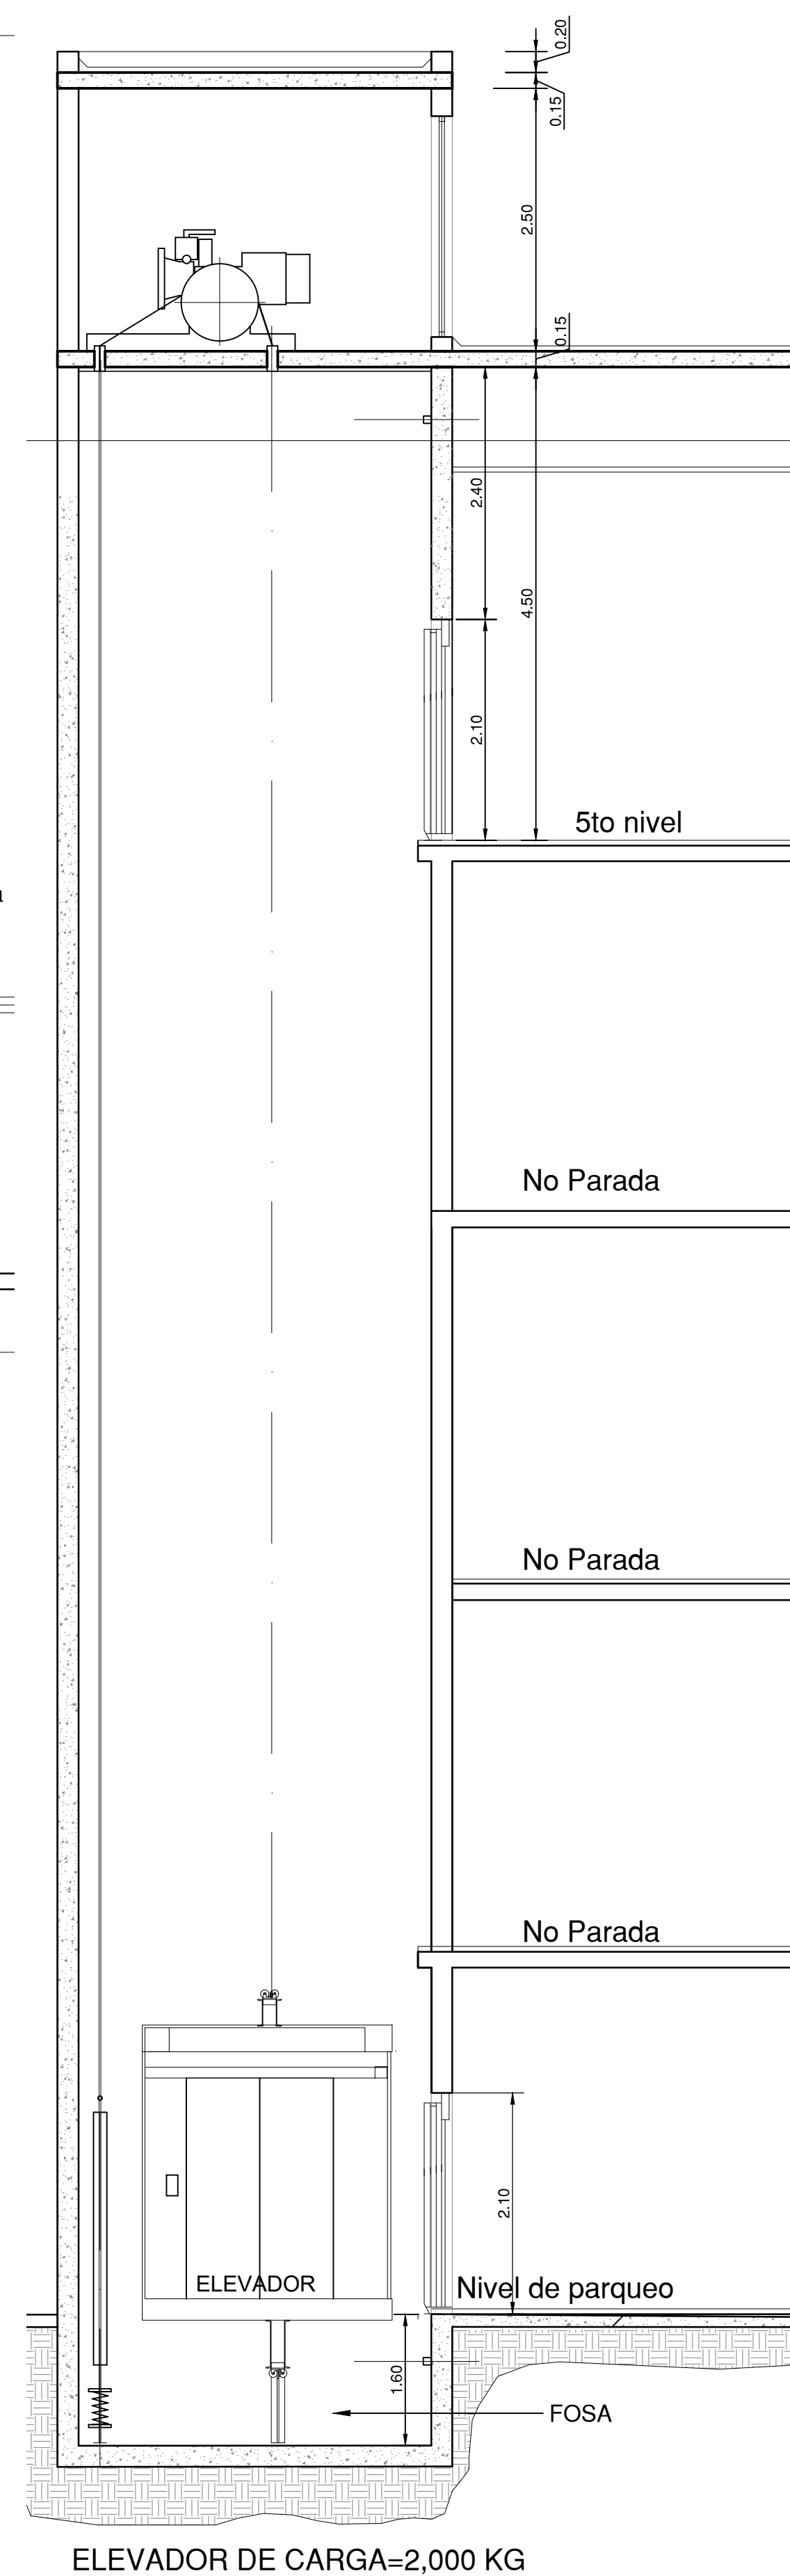 0.20
0.15
2.50
0.15
2.40
4.50
2.10
5to nivel
No Parada
No Parada
No Parada
2.10
ELEVADOR
Nivel de parqueo
1.60
FOSA
ELEVADOR DE CARGA=2,000 KG